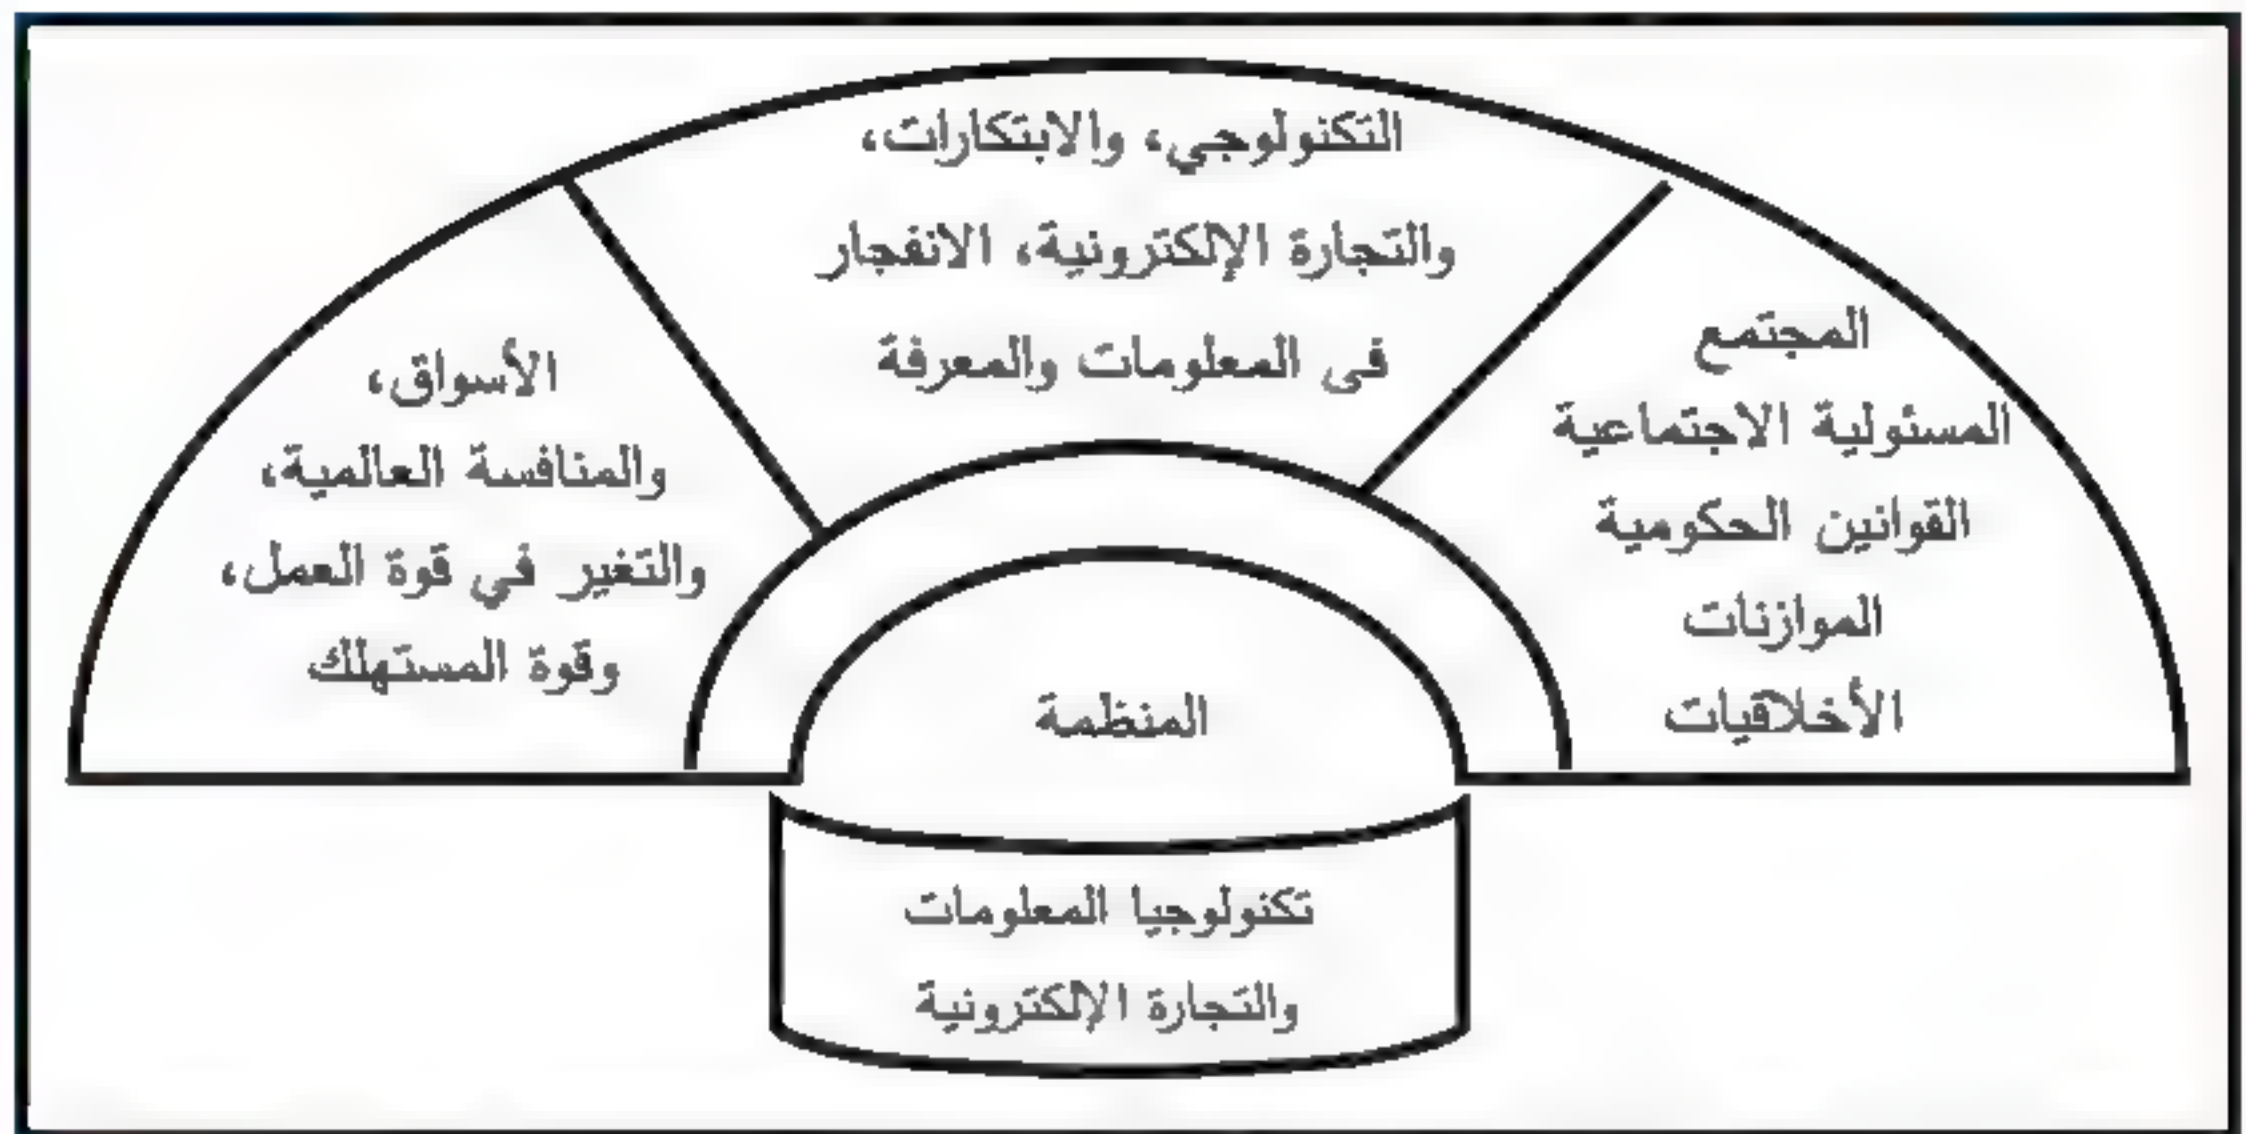 التكنولوجي، والابتكارات،
والتجارة الإلكترونية، الانفجار
فى المعلومات والمعرفة
المجتمع
المسئولية الاجتماعية
القوانين الحكومية
الموازنات
الأخلاقيات
الأسواق،
والمنافسة العالمية،
والتغير في قوة العمل،
وقوة المستهلك
المنظمة
تكنولوجيا المعلومات
والتجارة الإلكترونية